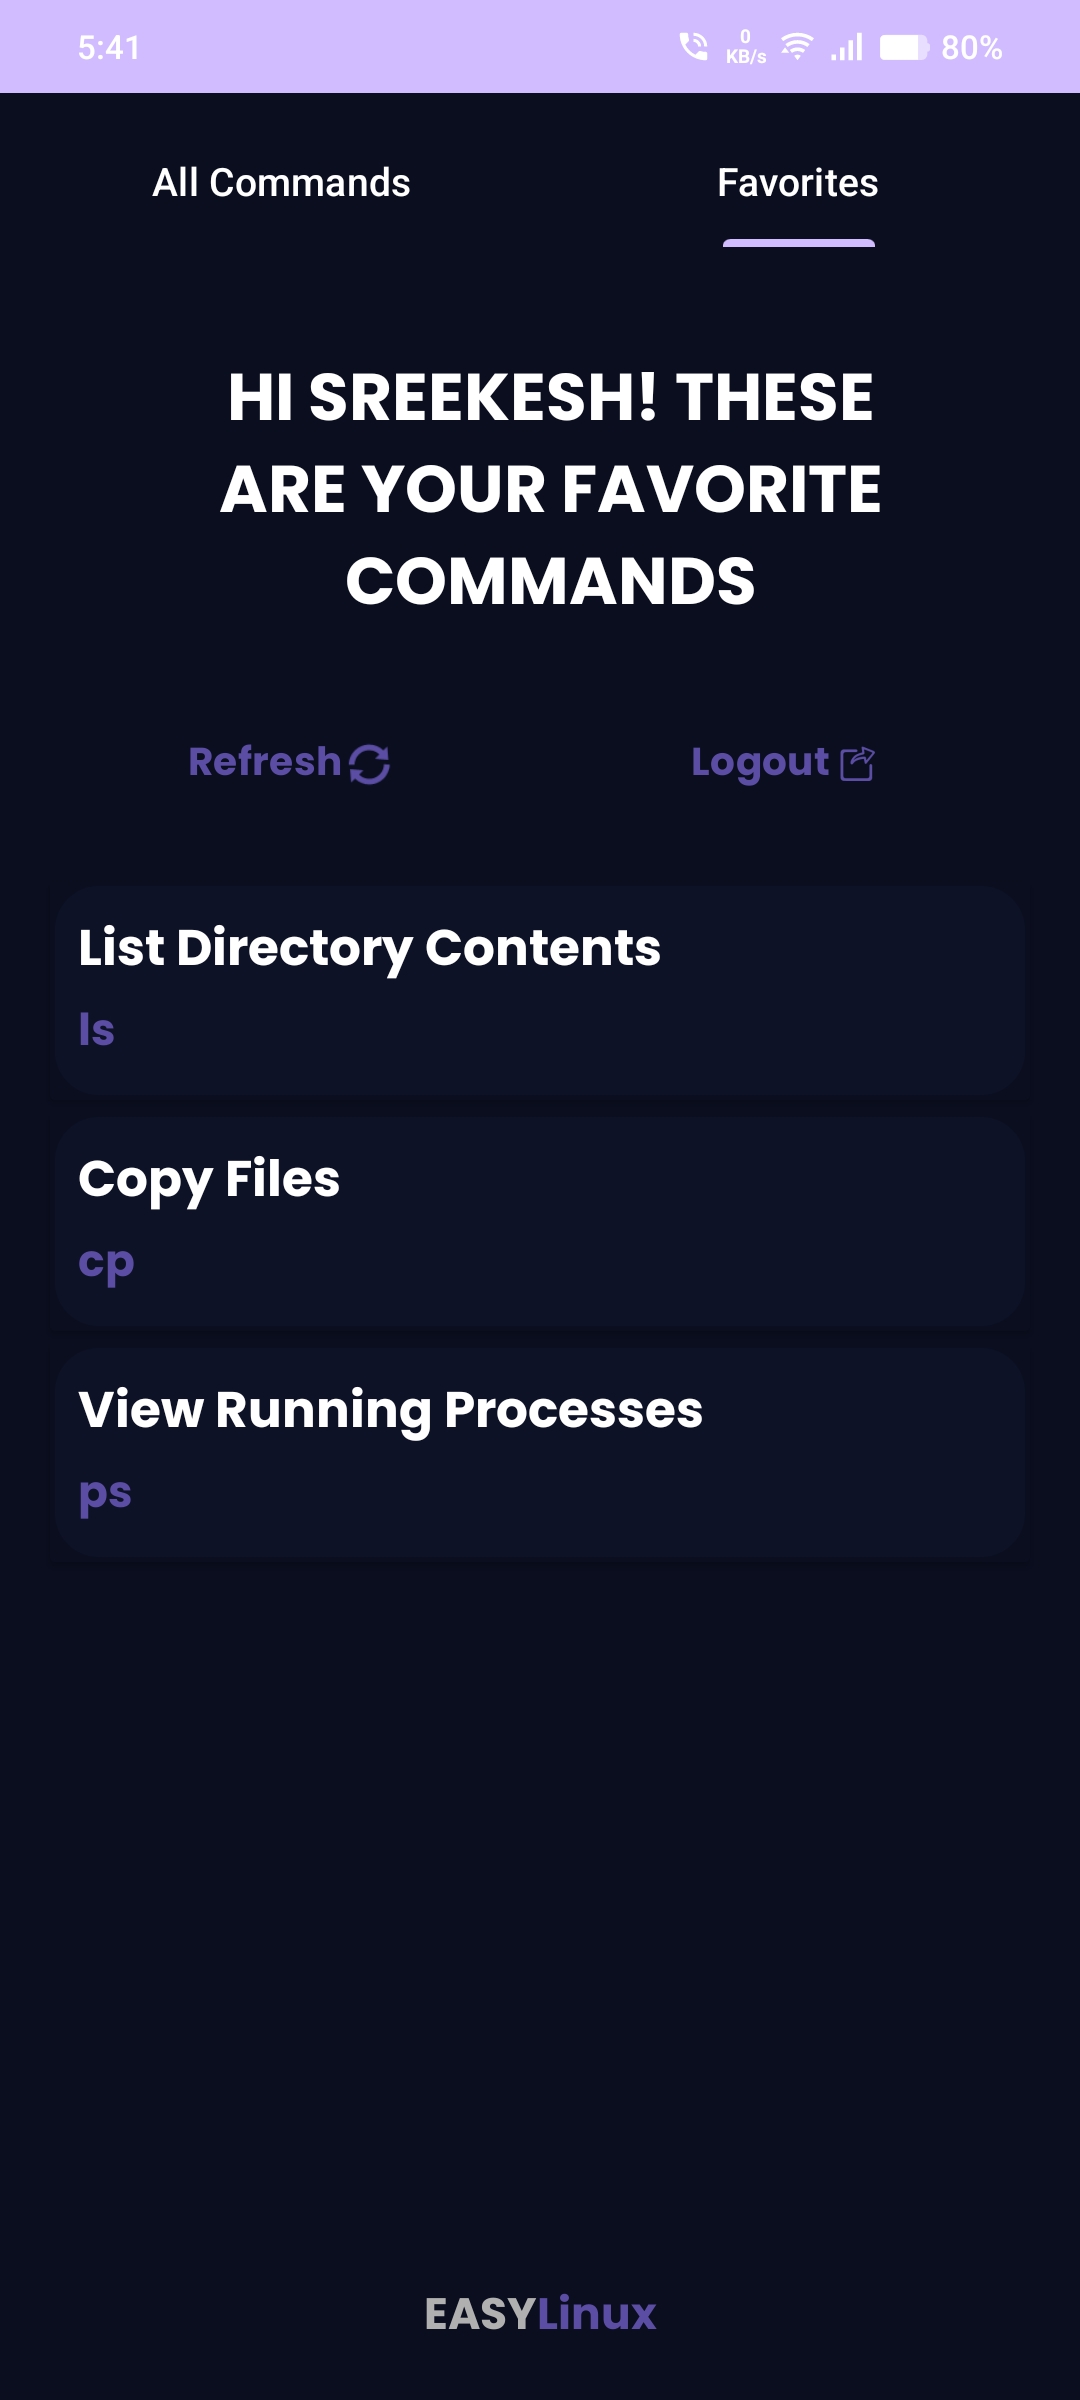 5:41
0
KB/s
80%
All Commands
Favorites
HI SREEKESH! THESE
ARE YOUR FAVORITE
COMMANDS
Refresh
Logout
List Directory Contents
ls
Copy Files
cp
View Running Processes
ps
EASYLinux